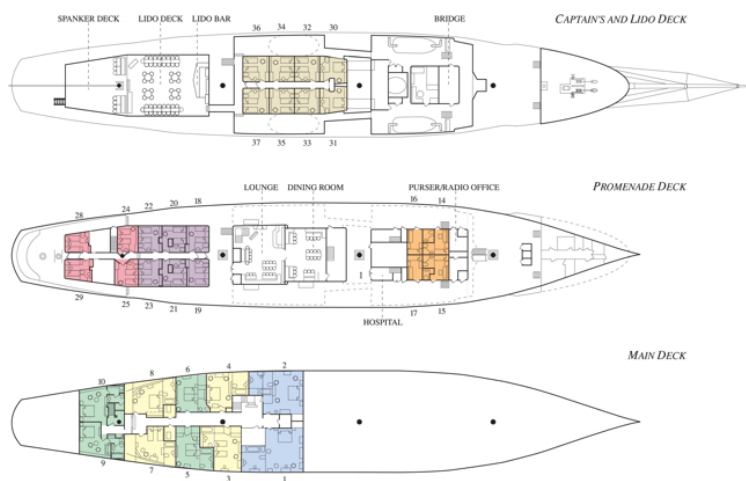 CAPTAIN'S AND LIDO DECK
SPANKER DECK LIDO DECK LIDO BAR 36 34 32 30 BRIDGE
37 35 33 31
PROMENADE DECK
28 24 22 20 18 LOUNGE DINING ROOM PURSER/RADIO OFFICE
16 14
29 25 23 21 19 17 15
HOSPITAL
MAIN DECK
10 8 6 4 2
9 7 5 3 1